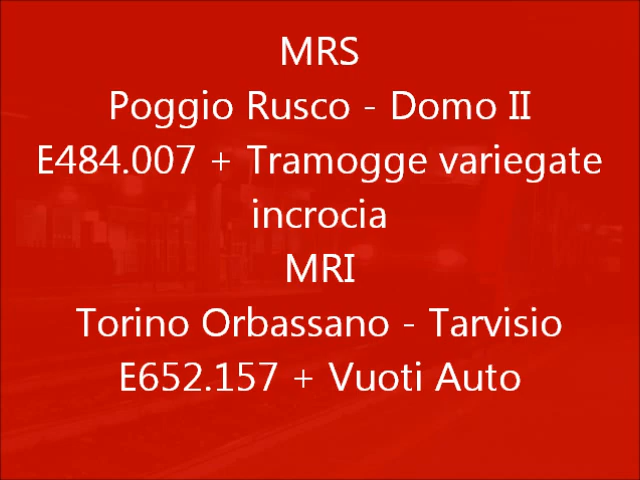 MRS
Poggio Rusco - Domo II
E484.007 + Tramogge variegate
incrocia
MRI
Torino Orbassano - Tarvisio
E652.157 + Vuoti Auto